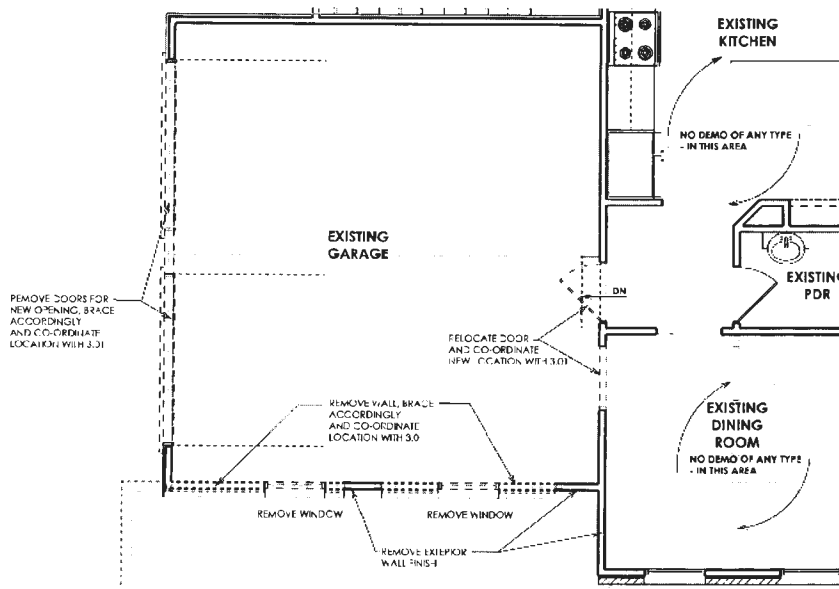 EXISTING
KITCHEN
NO DEMO OF ANY TYPE
- IN THIS AREA
EXISTING
GARAGE
EXISTING
PDR
DN
REMOVE DOORS FOR
NEW OPENING, BRACE
ACCORDINGLY
AND CO-ORDINATE
LOCATION WITH 3.01
RELOCATE DOOR
AND CO-ORDINATE
NEW LOCATION WITH 3.01
REMOVE WALL, BRACE
ACCORDINGLY
AND CO-ORDINATE
LOCATION WITH 3.0
EXISTING
DINING
ROOM
NO DEMO OF ANY TYPE
- IN THIS AREA
REMOVE WINDOW
REMOVE WINDOW
REMOVE EXTERIOR
WALL FINISH